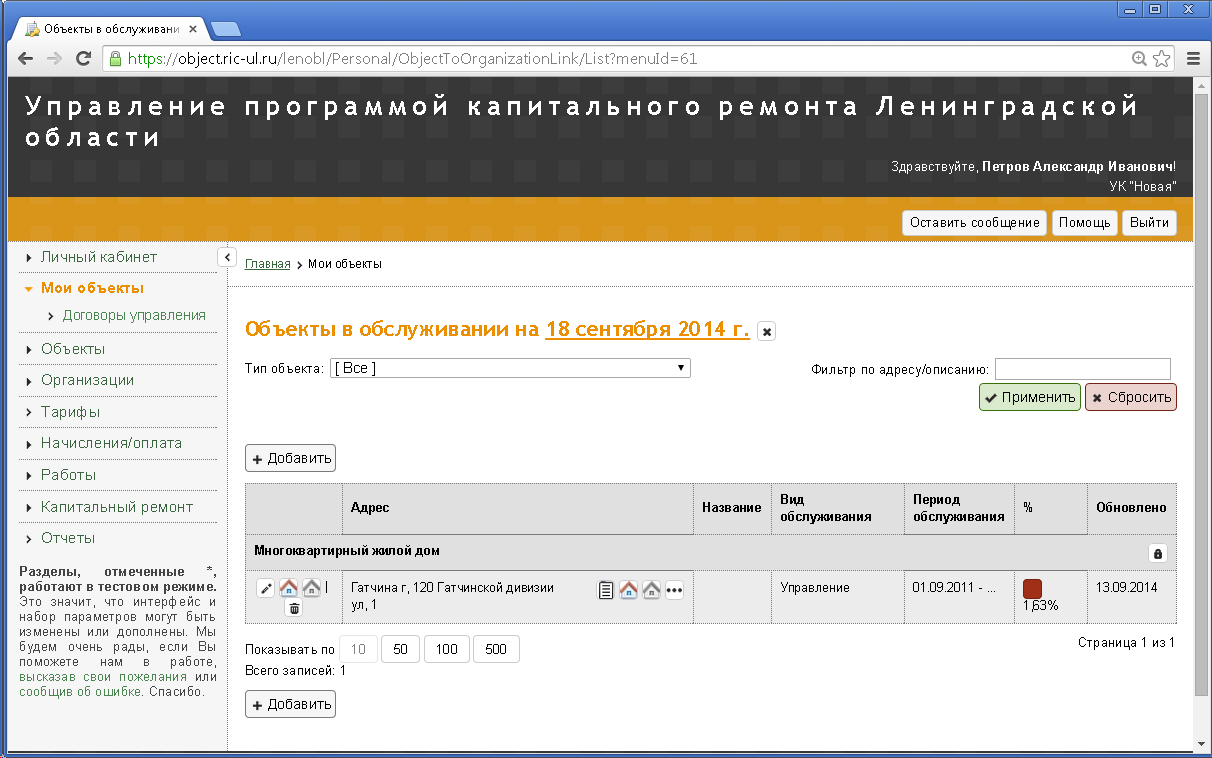 Объекты в обслуживани
https://object.ric-ul.ru/lenobl/Personal/ObjectToOrganizationLink/List?menuId=61
Управление программой капитального ремонта Ленинградской
области
Здравствуйте, Петров Александр Иванович!
УК "Новая"
Оставить сообщение Помощь Выйти
Личный кабинет
Мои объекты
Договоры управления
Объекты
Организации
Тарифы
Начисления/оплата
Работы
Капитальный ремонт
Отчеты
Разделы, отмеченные *,
работают в тестовом режиме.
Это значит, что интерфейс и
набор параметров могут быть
изменены или дополнены. Мы
будем очень рады, если Вы
поможете нам в работе,
высказав свои пожелания или
сообщив об ошибке. Спасибо.
Главная > Мои объекты
Объекты в обслуживании на 18 сентября 2014 г.
Тип объекта: [ Все ] Фильтр по адресу/описанию:
Применить Сбросить
+ Добавить
Адрес Название Вид обслуживания Период обслуживания % Обновлено
Многоквартирный жилой дом
Гатчина г, 120 Гатчинской дивизии Управление 01.09.2011 - ... 13.09.2014
ул, 1 1,63%
Показывать по 10 50 100 500 Страница 1 из 1
Всего записей: 1
+ Добавить